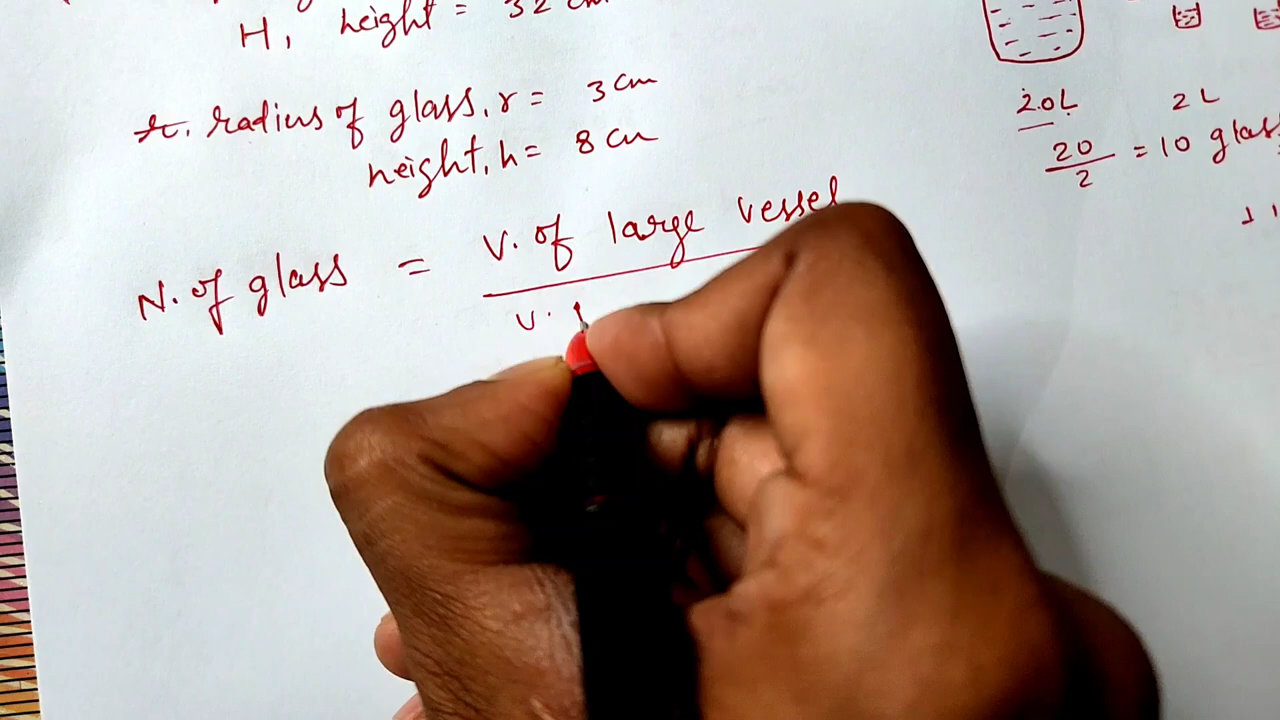 H, height = 32 cm
r. radius of glass, r = 3 cm
height, h = 8 cm
N. of glass = V. of large vessel
V.
20L 2L
20 = 10 glass
2